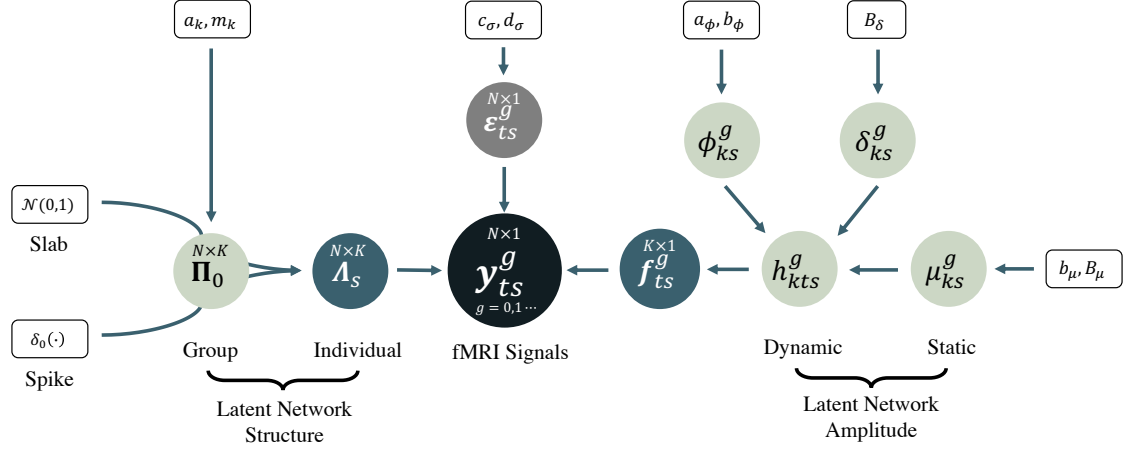 a_k, m_k
c_σ, d_σ
a_ϕ, b_ϕ
B_δ
N×1
ε_ts^g
ϕ_ks^g
δ_ks^g
𝒩(0,1)
Slab
N×K
Π_0
N×K
Λ_s
N×1
y_ts^g
g = 0,1 ⋯
K×1
f_ts^g
h_kts^g
μ_ks^g
b_μ, B_μ
δ_0(·)
Spike
Group
Individual
fMRI Signals
Dynamic
Static
Latent Network
Structure
Latent Network
Amplitude